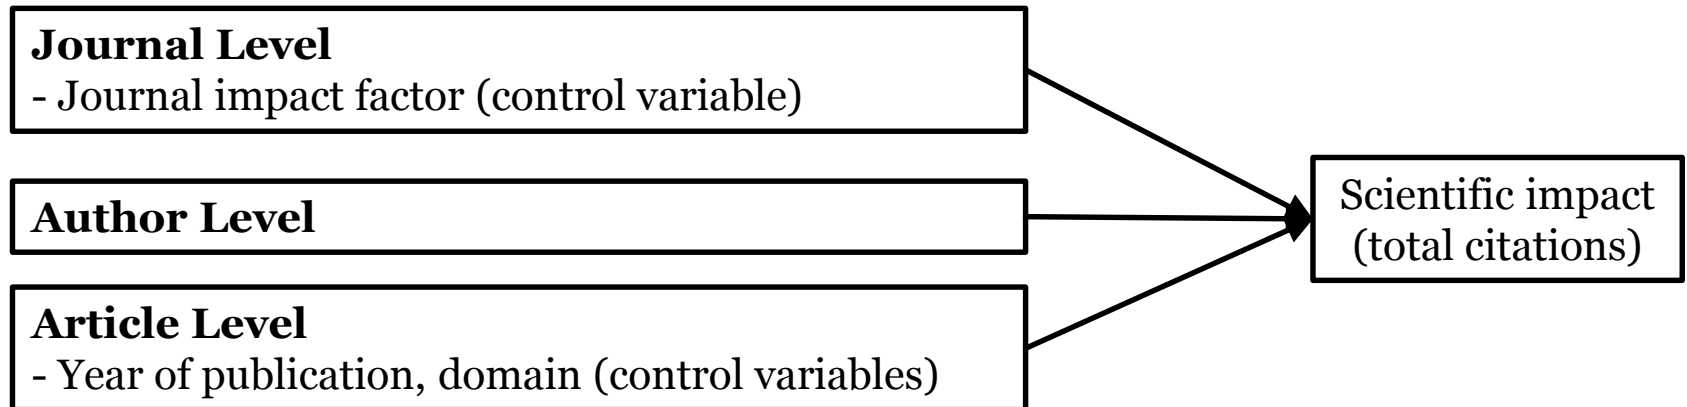 Journal Level
- Journal impact factor (control variable)
Author Level
Article Level
- Year of publication, domain (control variables)
Scientific impact
(total citations)